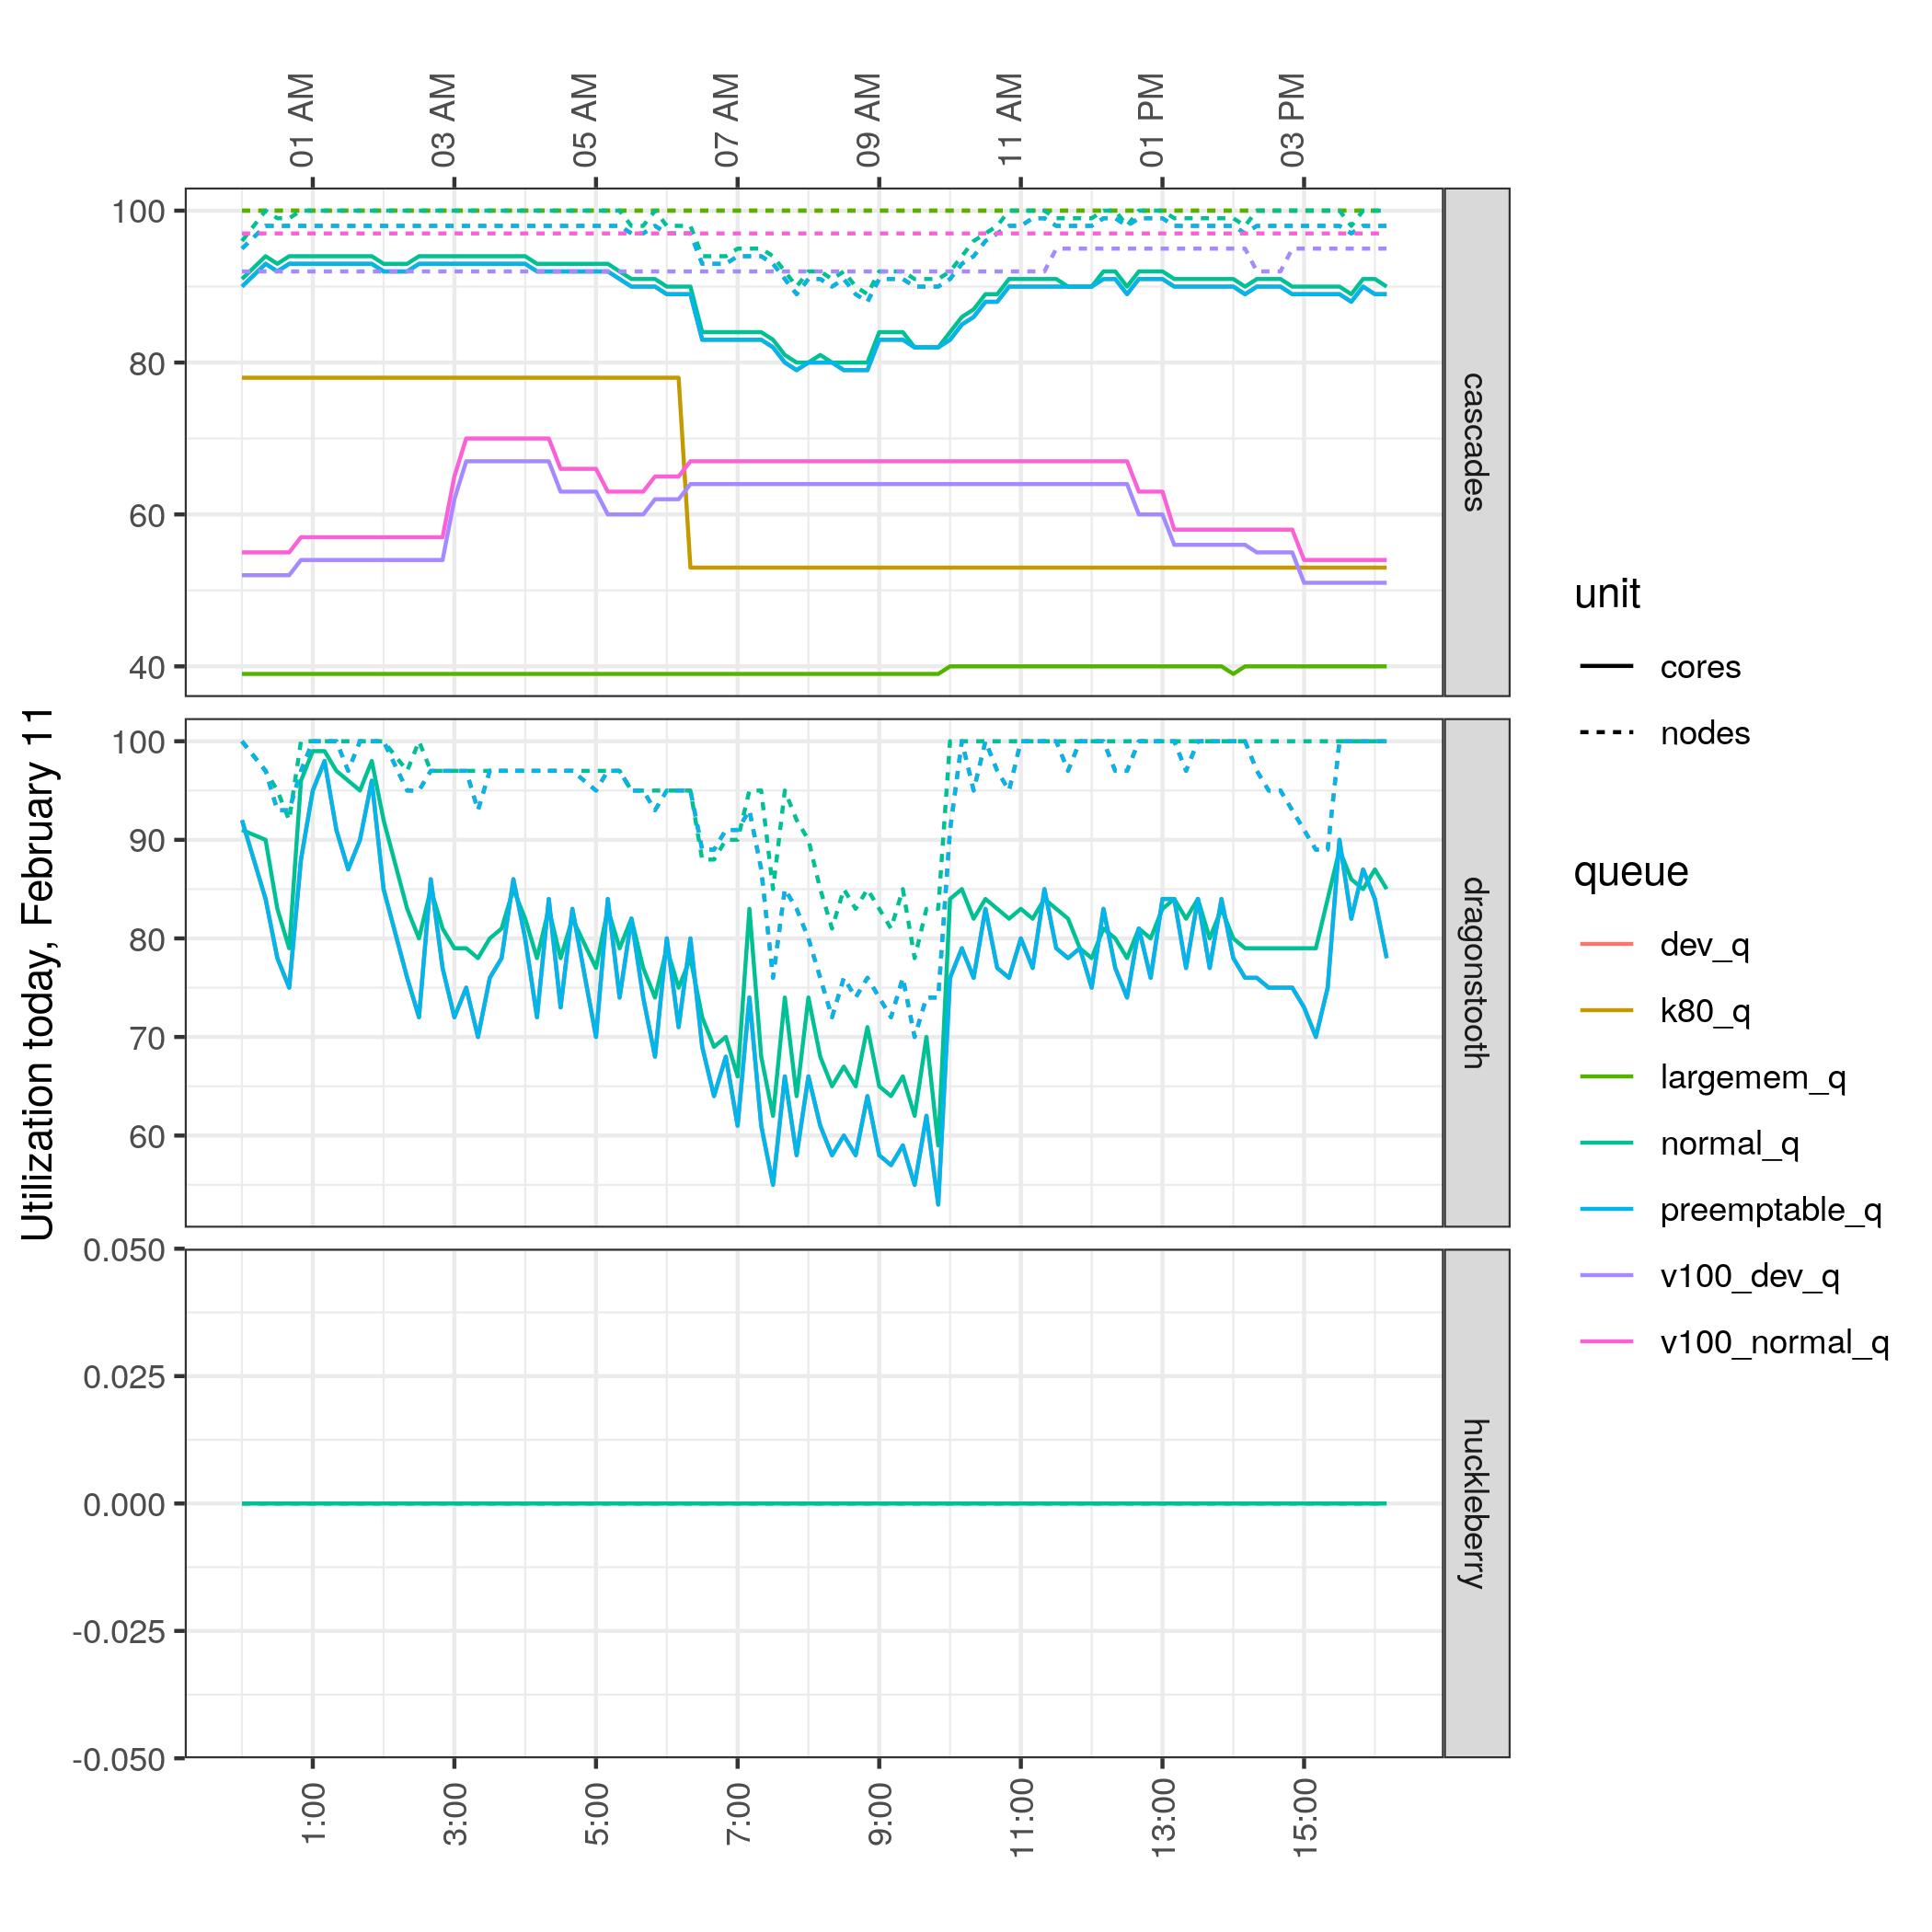 01 AM
03 AM
05 AM
07 AM
09 AM
11 AM
01 PM
03 PM
Utilization today, February 11
100
80
60
40
cascades
100
90
80
70
60
dragonstooth
0.050
0.025
0.000
-0.025
-0.050
huckleberry
1:00
3:00
5:00
7:00
9:00
11:00
13:00
15:00
unit
cores
nodes
queue
dev_q
k80_q
largemem_q
normal_q
preemptable_q
v100_dev_q
v100_normal_q